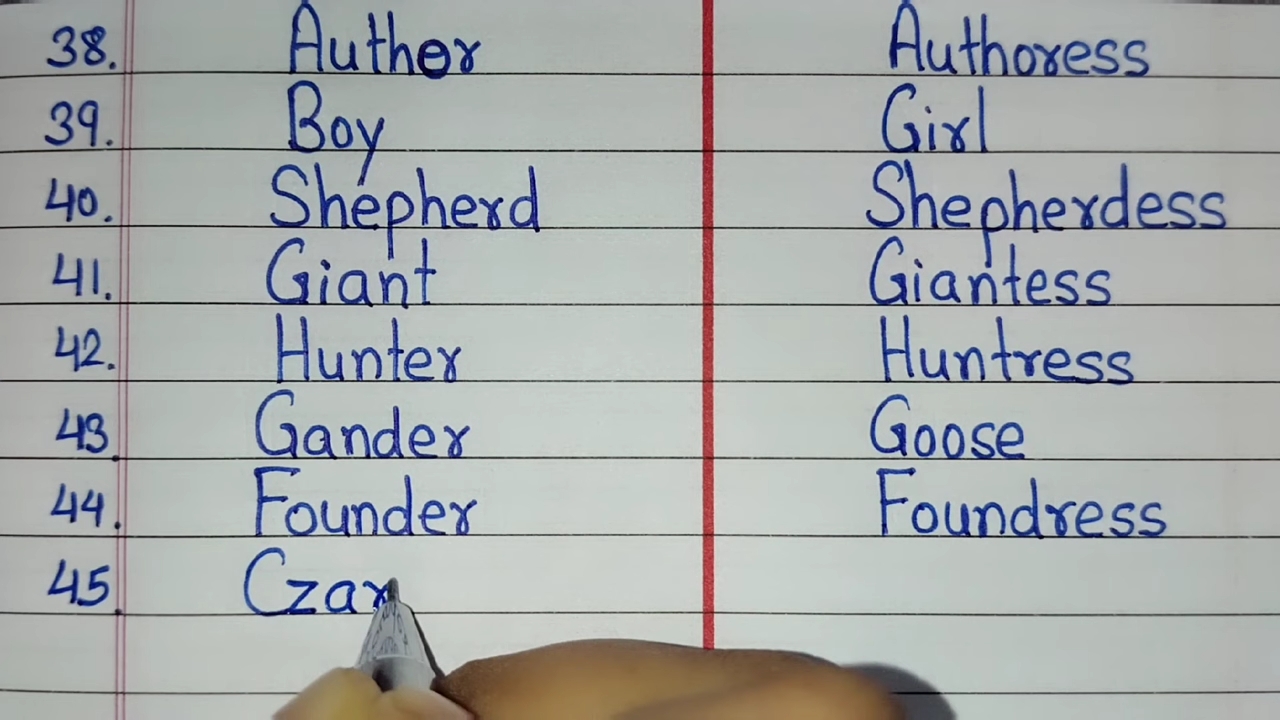 38. Author Authoress
39. Boy Girl
40. Shepherd Shepherdess
41. Giant Giantess
42. Hunter Huntress
43. Gander Goose
44. Founder Foundress
45. Czar